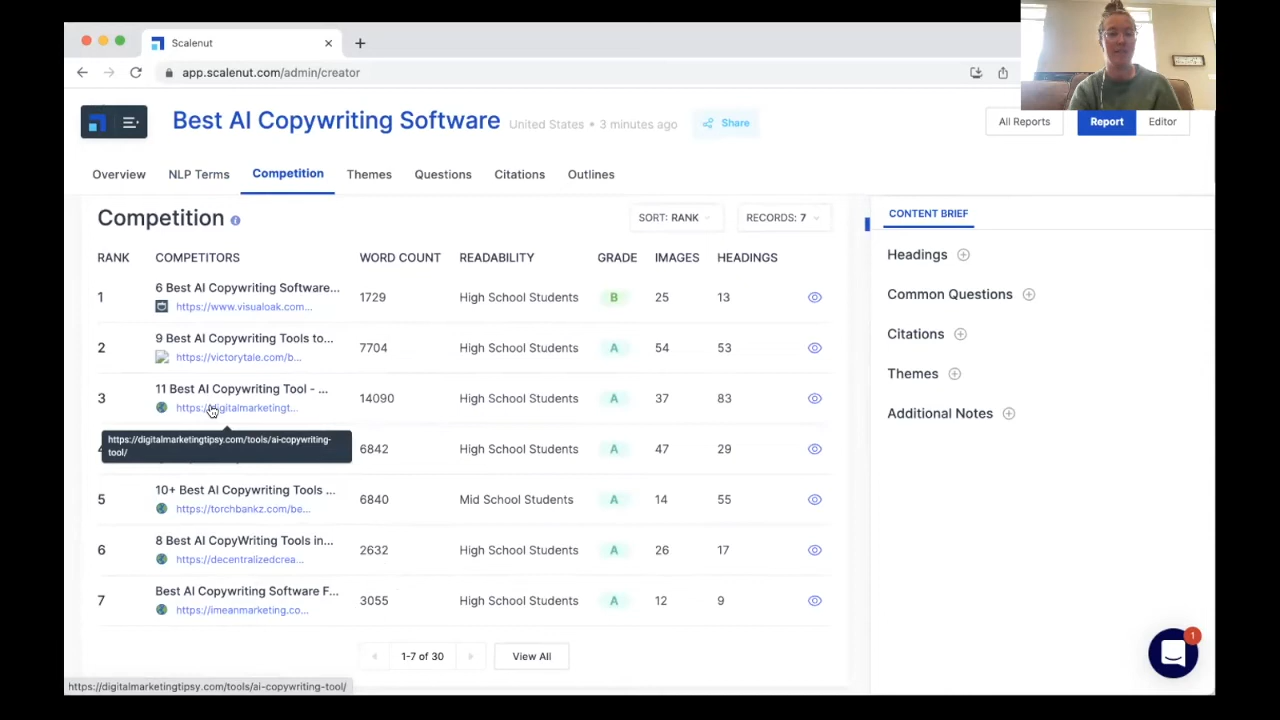 Scalenut
app.scalenut.com/admin/creator
Best AI Copywriting Software
United States • 3 minutes ago
Share
All Reports
Report
Editor
Overview
NLP Terms
Competition
Themes
Questions
Citations
Outlines
Competition
SORT: RANK
RECORDS: 7
RANK COMPETITORS WORD COUNT READABILITY GRADE IMAGES HEADINGS
1 6 Best AI Copywriting Software... 1729 High School Students B 25 13
https://www.visualoak.com...
2 9 Best AI Copywriting Tools to... 7704 High School Students A 54 53
https://victorytale.com/b...
3 11 Best AI Copywriting Tool - ... 14090 High School Students A 37 83
https://digitalmarketingt...
https://digitalmarketingtipsy.com/tools/ai-copywriting-
tool/
6842 High School Students A 47 29
5 10+ Best AI Copywriting Tools ... 6840 Mid School Students A 14 55
https://torchbankz.com/be...
6 8 Best AI CopyWriting Tools in... 2632 High School Students A 26 17
https://decentralizedcrea...
7 Best AI Copywriting Software F... 3055 High School Students A 12 9
https://imeanmarketing.co...
1-7 of 30
View All
CONTENT BRIEF
Headings
Common Questions
Citations
Themes
Additional Notes
1
https://digitalmarketingtipsy.com/tools/ai-copywriting-tool/